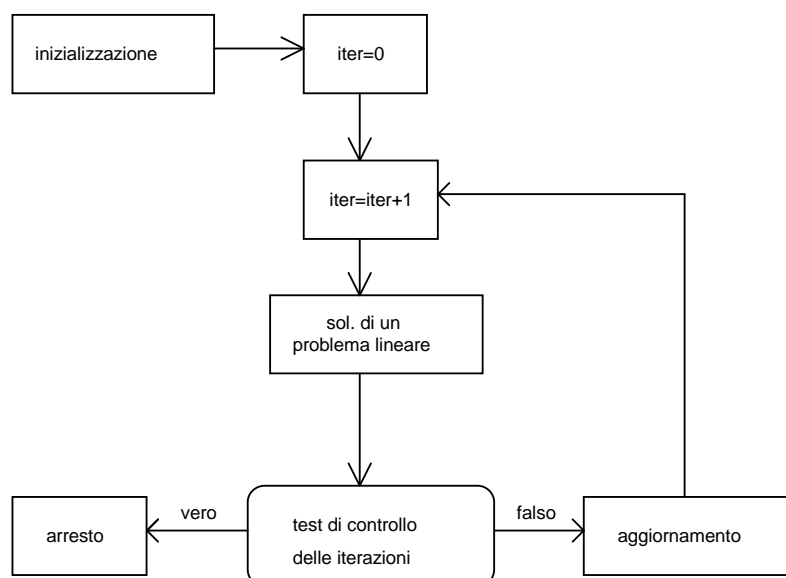 inizializzazione
iter=0
iter=iter+1
sol. di un
problema lineare
vero
falso
arresto
test di controllo
delle iterazioni
aggiornamento